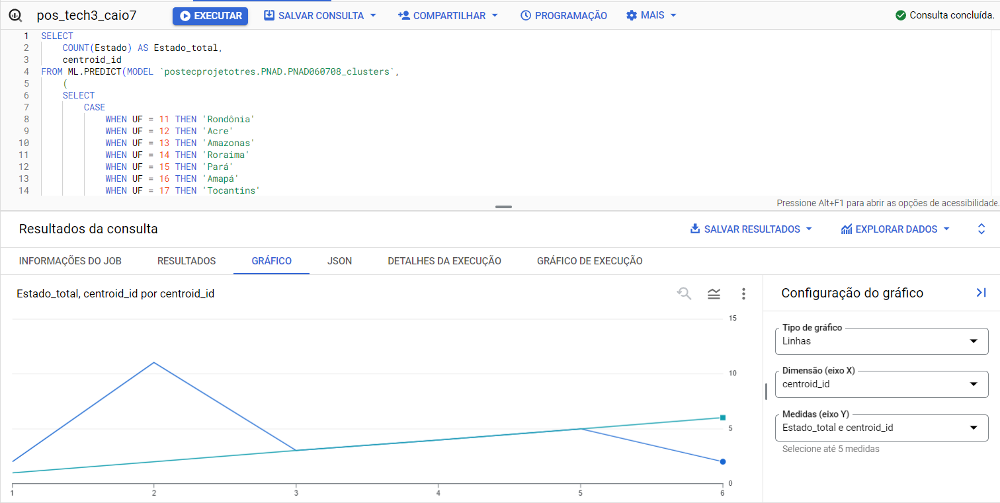 pos_tech3_caio7 EXECUTAR SALVAR CONSULTA COMPARTILHAR PROGRAMAÇÃO MAIS Consulta concluída.
1 SELECT
2 COUNT(Estado) AS Estado_total,
3 centroid_id
4 FROM ML.PREDICT(MODEL `postecprojetotres.PNAD.PNAD060708_clusters`,
5 (
6 SELECT
7 CASE
8 WHEN UF = 11 THEN 'Rondônia'
9 WHEN UF = 12 THEN 'Acre'
10 WHEN UF = 13 THEN 'Amazonas'
11 WHEN UF = 14 THEN 'Roraima'
12 WHEN UF = 15 THEN 'Pará'
13 WHEN UF = 16 THEN 'Amapá'
14 WHEN UF = 17 THEN 'Tocantins'
Pressione Alt+F1 para abrir as opções de acessibilidade.
Resultados da consulta SALVAR RESULTADOS EXPLORAR DADOS
INFORMAÇÕES DO JOB RESULTADOS GRÁFICO JSON DETALHES DA EXECUÇÃO GRÁFICO DE EXECUÇÃO
Estado_total, centroid_id por centroid_id
15
10
5
0
1 2 3 4 5 6
Configuração do gráfico
Tipo de gráfico
Linhas
Dimensão (eixo X)
centroid_id
Medidas (eixo Y)
Estado_total e centroid_id
Selecione até 5 medidas